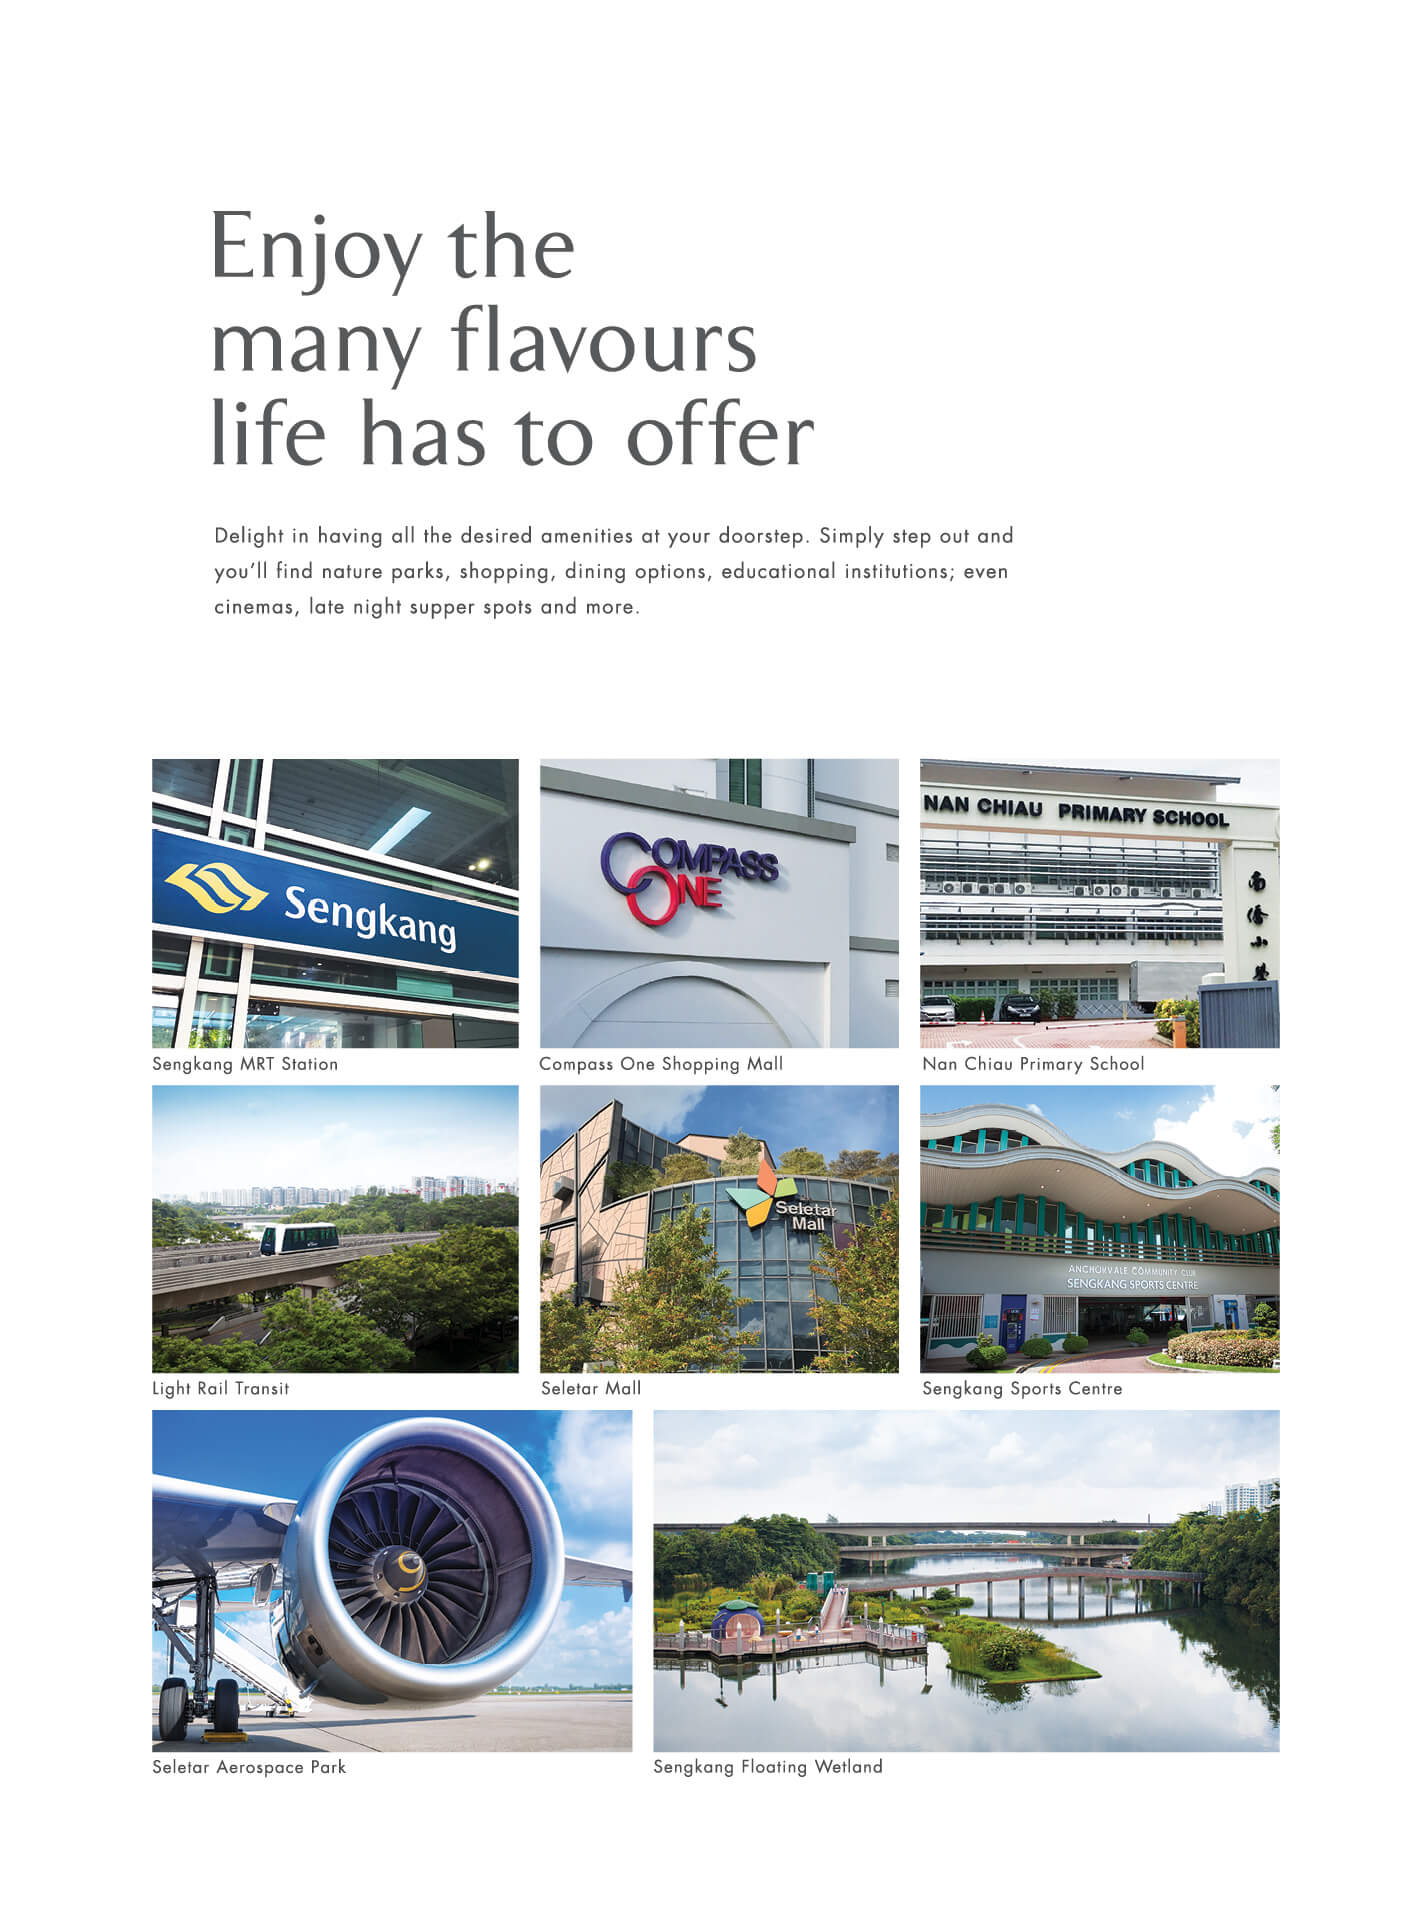 Enjoy the
many flavours
life has to offer
Delight in having all the desired amenities at your doorstep. Simply step out and
you’ll find nature parks, shopping, dining options, educational institutions; even
cinemas, late night supper spots and more.
Sengkang
COMPASS
ONE
NAN CHIAU PRIMARY SCHOOL
南
侨
小
学
Sengkang MRT Station
Compass One Shopping Mall
Nan Chiau Primary School
Seletar
Mall
ANCHORVALE COMMUNITY CLUB
SENGKANG SPORTS CENTRE
Light Rail Transit
Seletar Mall
Sengkang Sports Centre
Seletar Aerospace Park
Sengkang Floating Wetland